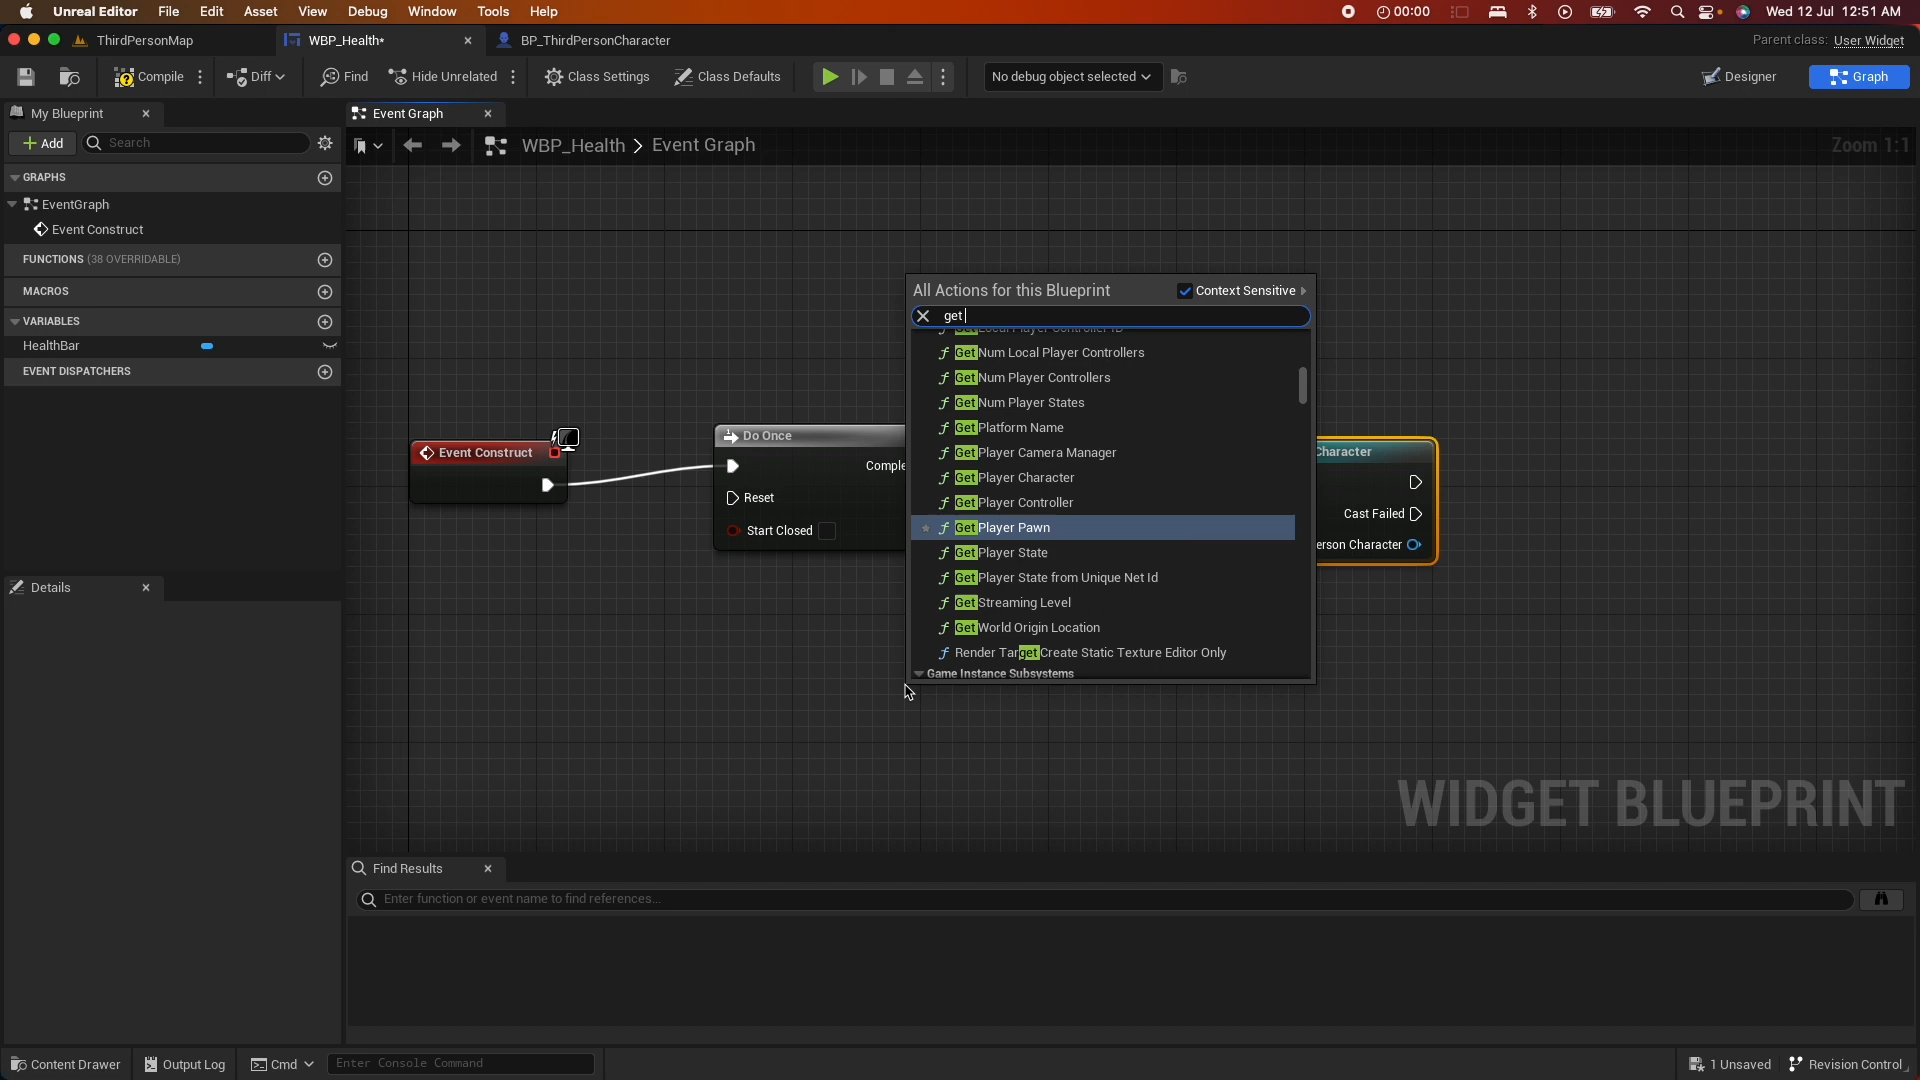 Unreal Editor File Edit Asset View Debug Window Tools Help 00:00 Wed 12 Jul 12:51 AM
ThirdPersonMap WBP_Health* BP_ThirdPersonCharacter Parent class: User Widget
Compile Diff Find Hide Unrelated Class Settings Class Defaults No debug object selected Designer Graph
My Blueprint Event Graph
Add Search WBP_Health > Event Graph Zoom 1:1
GRAPHS
EventGraph
Event Construct
FUNCTIONS (38 OVERRIDABLE)
MACROS
VARIABLES
HealthBar
EVENT DISPATCHERS
Details
Event Construct
Do Once
Comple
Reset
Start Closed
All Actions for this Blueprint Context Sensitive
get
Get Local Player Controller ID
Get Num Local Player Controllers
Get Num Player Controllers
Get Num Player States
Get Platform Name
Get Player Camera Manager
Get Player Character
Get Player Controller
Get Player Pawn
Get Player State
Get Player State from Unique Net Id
Get Streaming Level
Get World Origin Location
Render Target Create Static Texture Editor Only
Game Instance Subsystems
Character
Cast Failed
erson Character
WIDGET BLUEPRINT
Find Results
Enter function or event name to find references...
Content Drawer Output Log Cmd Enter Console Command 1 Unsaved Revision Control